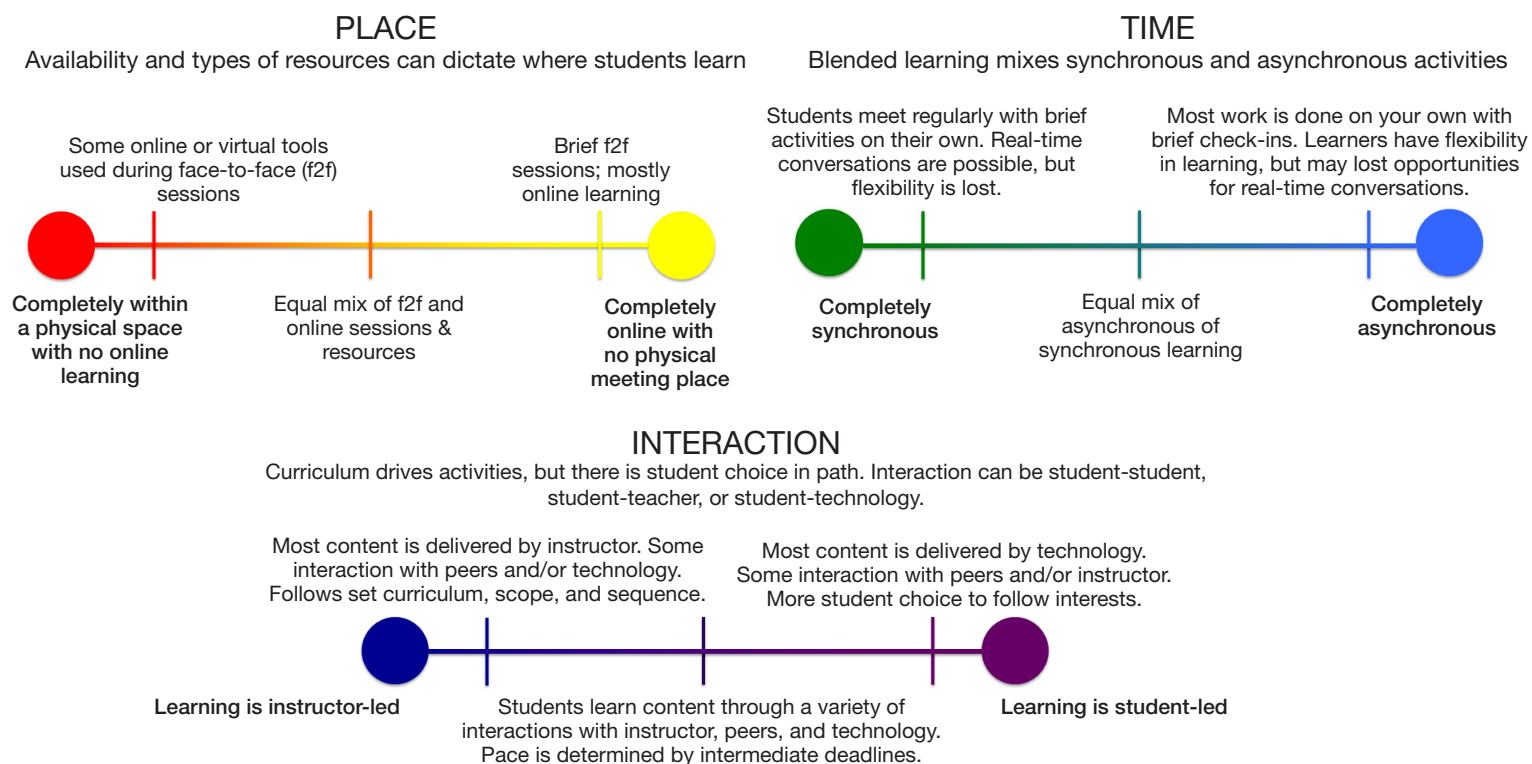 PLACE
Availability and types of resources can dictate where students learn
Some online or virtual tools
used during face-to-face (f2f)
sessions
Brief f2f
sessions; mostly
online learning
Completely within
a physical space
with no online
learning
Equal mix of f2f and
online sessions &
resources
Completely
online with
no physical
meeting place
TIME
Blended learning mixes synchronous and asynchronous activities
Students meet regularly with brief
activities on their own. Real-time
conversations are possible, but
flexibility is lost.
Most work is done on your own with
brief check-ins. Learners have flexibility
in learning, but may lost opportunities
for real-time conversations.
Completely
synchronous
Equal mix of
asynchronous of
synchronous learning
Completely
asynchronous
INTERACTION
Curriculum drives activities, but there is student choice in path. Interaction can be student-student,
student-teacher, or student-technology.
Most content is delivered by instructor. Some
interaction with peers and/or technology.
Follows set curriculum, scope, and sequence.
Most content is delivered by technology.
Some interaction with peers and/or instructor.
More student choice to follow interests.
Learning is instructor-led
Students learn content through a variety of
interactions with instructor, peers, and technology.
Pace is determined by intermediate deadlines.
Learning is student-led